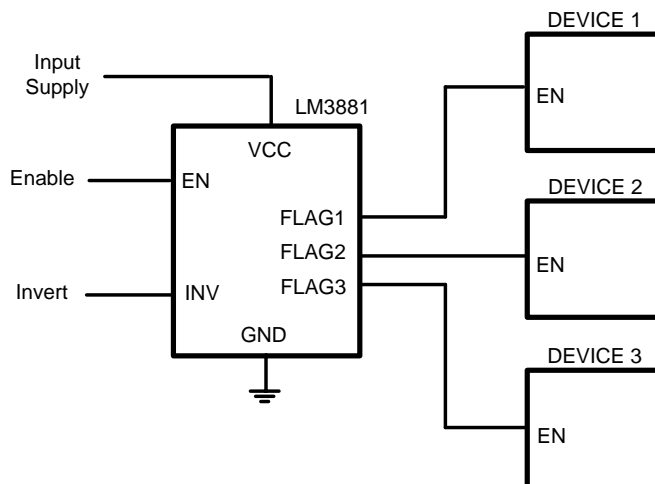 DEVICE 1
Input
Supply
EN
LM3881
VCC
Enable
EN
DEVICE 2
FLAG1
FLAG2
EN
FLAG3
Invert
INV
GND
DEVICE 3
EN